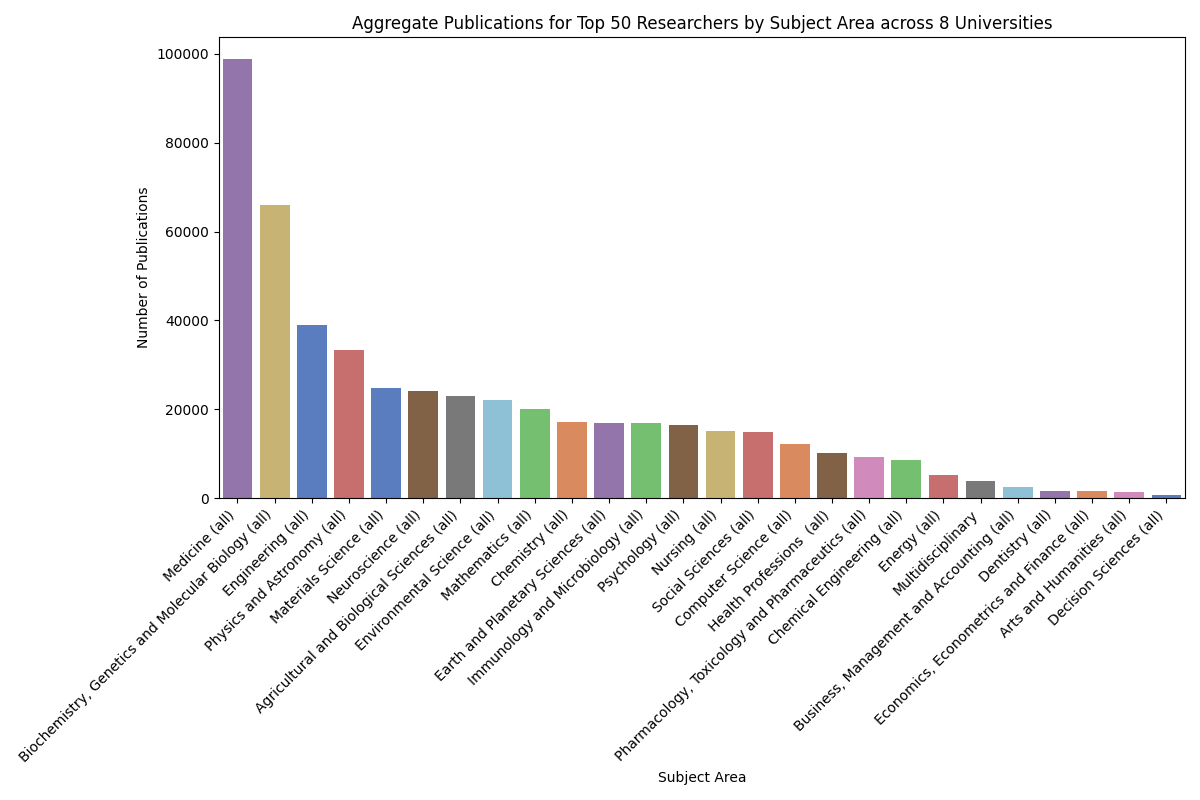 Aggregate Publications for Top 50 Researchers by Subject Area across 8 Universities
Number of Publications
100000
80000
60000
40000
20000
0
Medicine (all)
Biochemistry, Genetics and Molecular Biology (all)
Engineering (all)
Physics and Astronomy (all)
Materials Science (all)
Neuroscience (all)
Agricultural and Biological Sciences (all)
Environmental Science (all)
Mathematics (all)
Chemistry (all)
Earth and Planetary Sciences (all)
Immunology and Microbiology (all)
Psychology (all)
Nursing (all)
Social Sciences (all)
Computer Science (all)
Health Professions  (all)
Pharmacology, Toxicology and Pharmaceutics (all)
Chemical Engineering (all)
Energy (all)
Multidisciplinary
Business, Management and Accounting (all)
Dentistry (all)
Economics, Econometrics and Finance (all)
Arts and Humanities (all)
Decision Sciences (all)
Subject Area